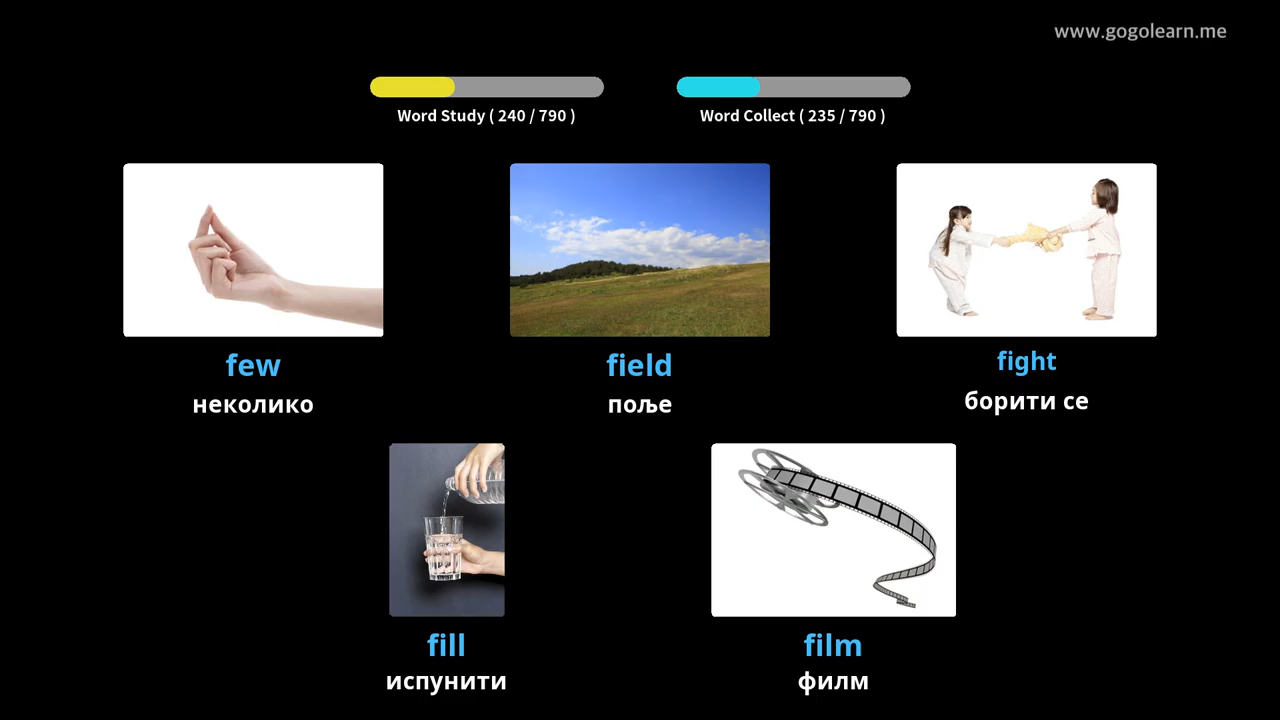 www.gogolearn.me
Word Study ( 240 / 790 )
Word Collect ( 235 / 790 )
few
неколико
field
поље
fight
борити се
fill
испунити
film
филм